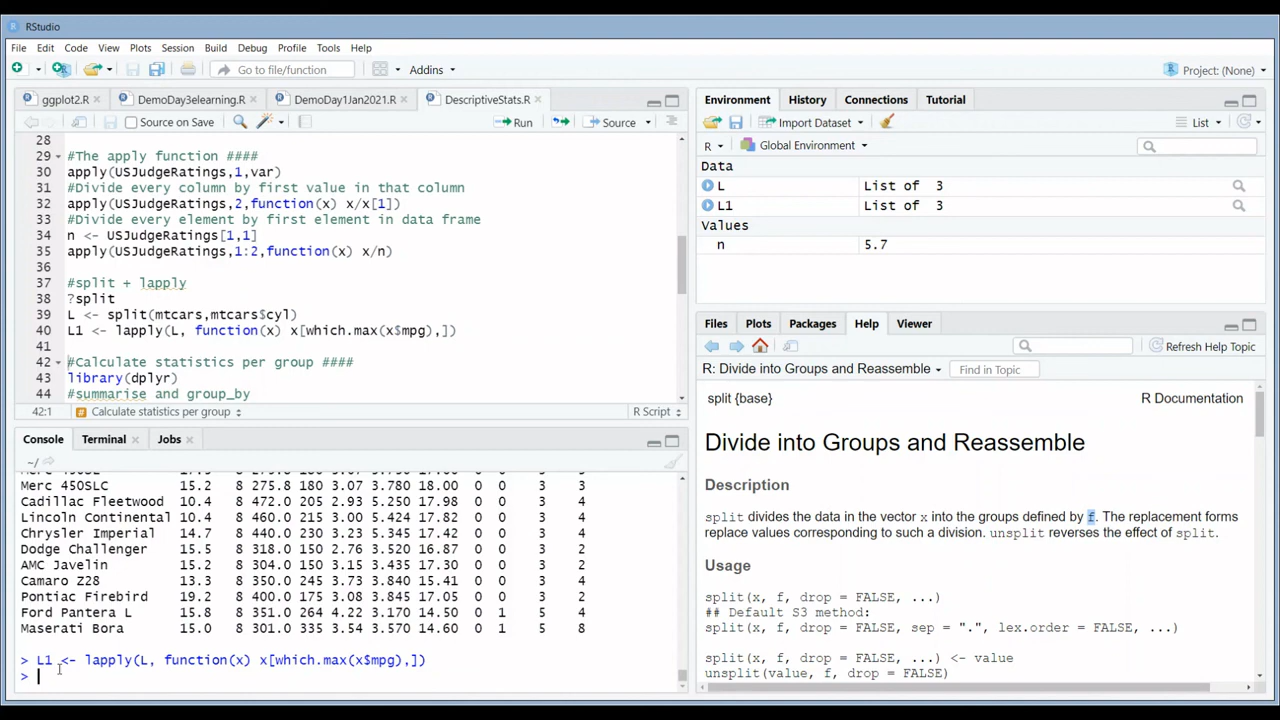 RStudio
File Edit Code View Plots Session Build Debug Profile Tools Help
Go to file/function Addins Project: (None)
ggplot2.R DemoDay3elearning.R DemoDay1Jan2021.R DescriptiveStats.R
Source on Save Run Source
28
29 #The apply function ####
30 apply(USJudgeRatings,1,var)
31 #Divide every column by first value in that column
32 apply(USJudgeRatings,2,function(x) x/x[1])
33 #Divide every element by first element in data frame
34 n <- USJudgeRatings[1,1]
35 apply(USJudgeRatings,1:2,function(x) x/n)
36
37 #split + lapply
38 ?split
39 L <- split(mtcars,mtcars$cyl)
40 L1 <- lapply(L, function(x) x[which.max(x$mpg),])
41
42 #Calculate statistics per group ####
43 library(dplyr)
44 #summarise and group_by
42:1 # Calculate statistics per group R Script
Console Terminal Jobs
~/
Merc 450SLC 15.2 8 275.8 180 3.07 3.780 18.00 0 0 3 3
Cadillac Fleetwood 10.4 8 472.0 205 2.93 5.250 17.98 0 0 3 4
Lincoln Continental 10.4 8 460.0 215 3.00 5.424 17.82 0 0 3 4
Chrysler Imperial 14.7 8 440.0 230 3.23 5.345 17.42 0 0 3 4
Dodge Challenger 15.5 8 318.0 150 2.76 3.520 16.87 0 0 3 2
AMC Javelin 15.2 8 304.0 150 3.15 3.435 17.30 0 0 3 2
Camaro Z28 13.3 8 350.0 245 3.73 3.840 15.41 0 0 3 4
Pontiac Firebird 19.2 8 400.0 175 3.08 3.845 17.05 0 0 3 2
Ford Pantera L 15.8 8 351.0 264 4.22 3.170 14.50 0 1 5 4
Maserati Bora 15.0 8 301.0 335 3.54 3.570 14.60 0 1 5 8
> L1 <- lapply(L, function(x) x[which.max(x$mpg),])
>
Environment History Connections Tutorial
Import Dataset List
R Global Environment
Data
L List of 3
L1 List of 3
Values
n 5.7
Files Plots Packages Help Viewer
Refresh Help Topic
R: Divide into Groups and Reassemble Find in Topic
split {base} R Documentation
Divide into Groups and Reassemble
Description
split divides the data in the vector x into the groups defined by f. The replacement forms
replace values corresponding to such a division. unsplit reverses the effect of split.
Usage
split(x, f, drop = FALSE, ...)
## Default S3 method:
split(x, f, drop = FALSE, sep = ".", lex.order = FALSE, ...)
split(x, f, drop = FALSE, ...) <- value
unsplit(value, f, drop = FALSE)